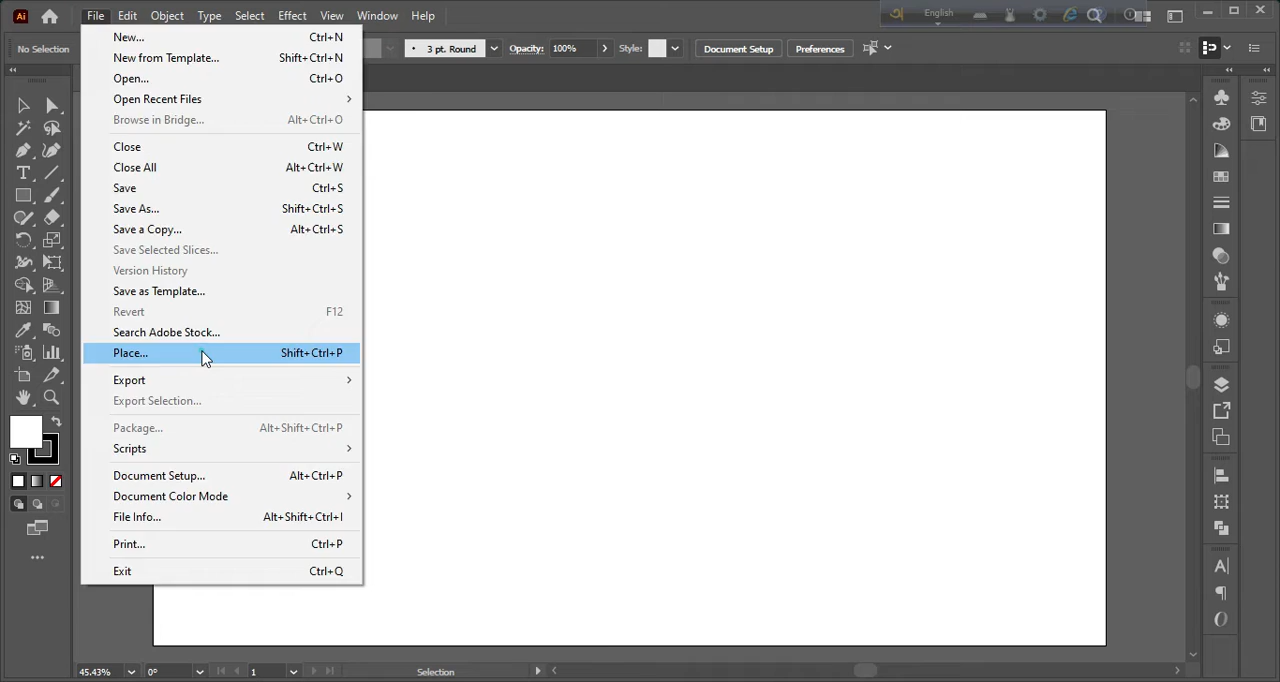 Ai File Edit Object Type Select Effect View Window Help
অ English
No Selection 3 pt. Round Opacity: 100% Style: Document Setup Preferences
New... Ctrl+N
New from Template... Shift+Ctrl+N
Open... Ctrl+O
Open Recent Files
Browse in Bridge... Alt+Ctrl+O
Close Ctrl+W
Close All Alt+Ctrl+W
Save Ctrl+S
Save As... Shift+Ctrl+S
Save a Copy... Alt+Ctrl+S
Save Selected Slices...
Version History
Save as Template...
Revert F12
Search Adobe Stock...
Place... Shift+Ctrl+P
Export
Export Selection...
Package... Alt+Shift+Ctrl+P
Scripts
Document Setup... Alt+Ctrl+P
Document Color Mode
File Info... Alt+Shift+Ctrl+I
Print... Ctrl+P
Exit Ctrl+Q
45.43% 0° 1 Selection